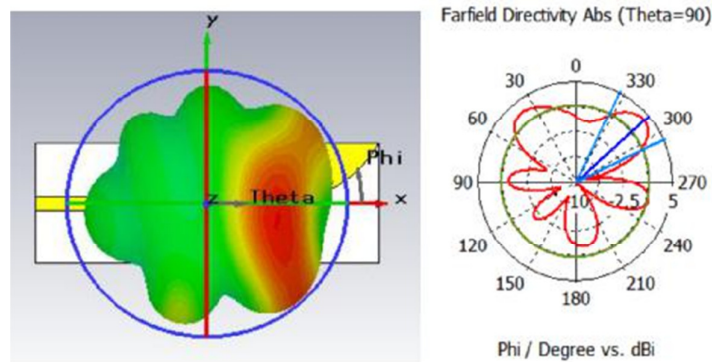 y
Phi
z Theta x
Farfield Directivity Abs (Theta=90)
0
30 330
60 300
90 -10 -2.5 5 270
120 240
150 210
180
Phi / Degree vs. dBi